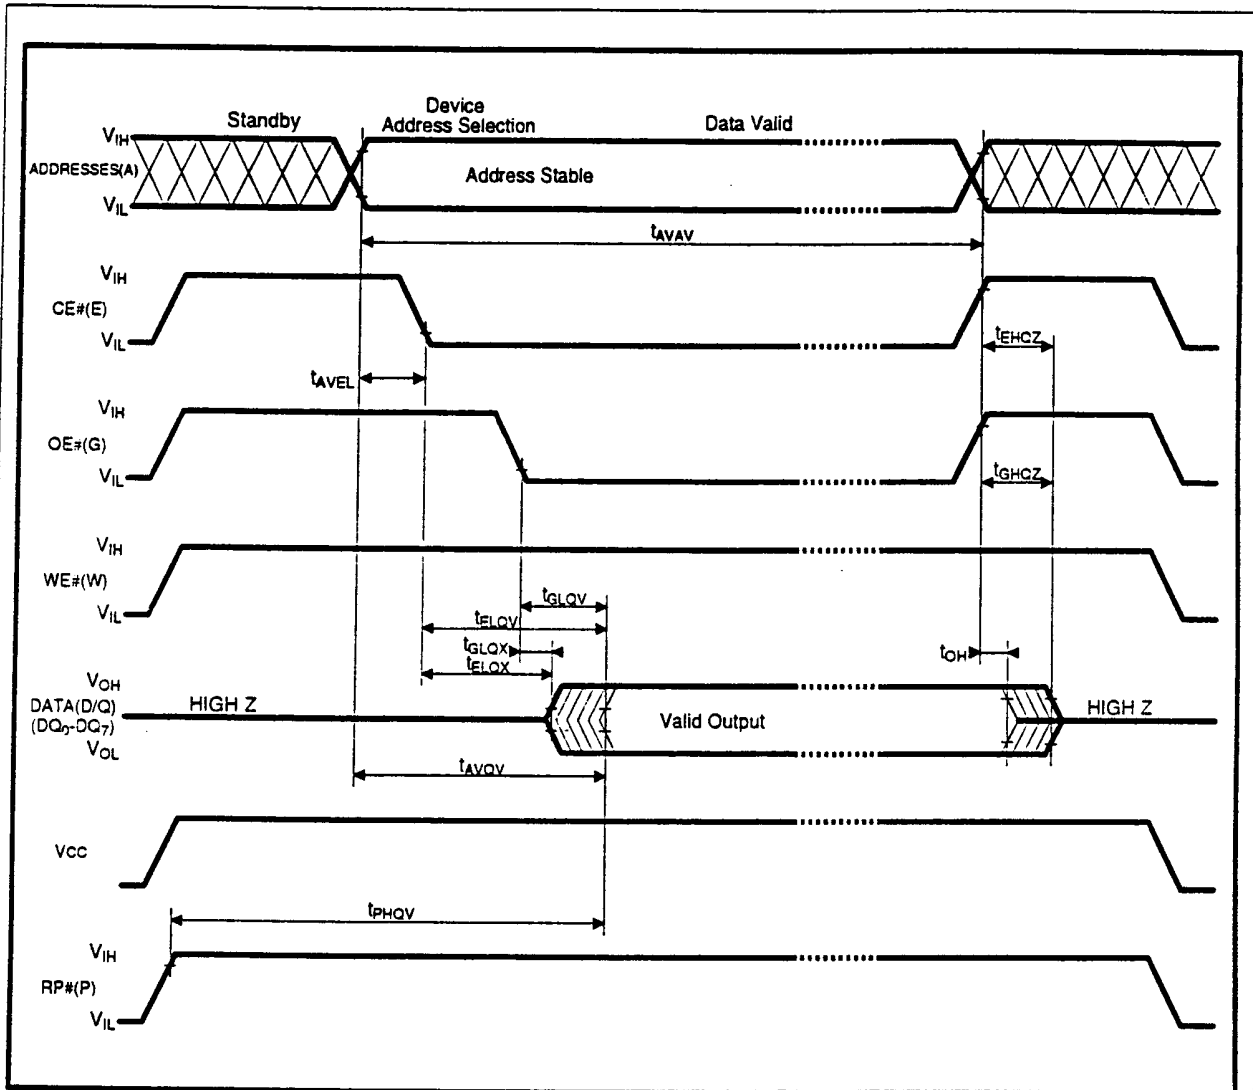 Standby
Device
Address Selection
Data Valid
VIH
ADDRESSES(A)
Address Stable
VIL
tAVAV
VIH
CE#(E)
VIL
tEHQZ
tAVEL
VIH
OE#(G)
VIL
tGHQZ
VIH
WE#(W)
VIL
tGLQV
tELQV
tGLQX
tELQX
tOH
VOH
DATA(D/Q)
(DQ0-DQ7)
VOL
HIGH Z
Valid Output
HIGH Z
tAVQV
VCC
tPHQV
VIH
RP#(P)
VIL